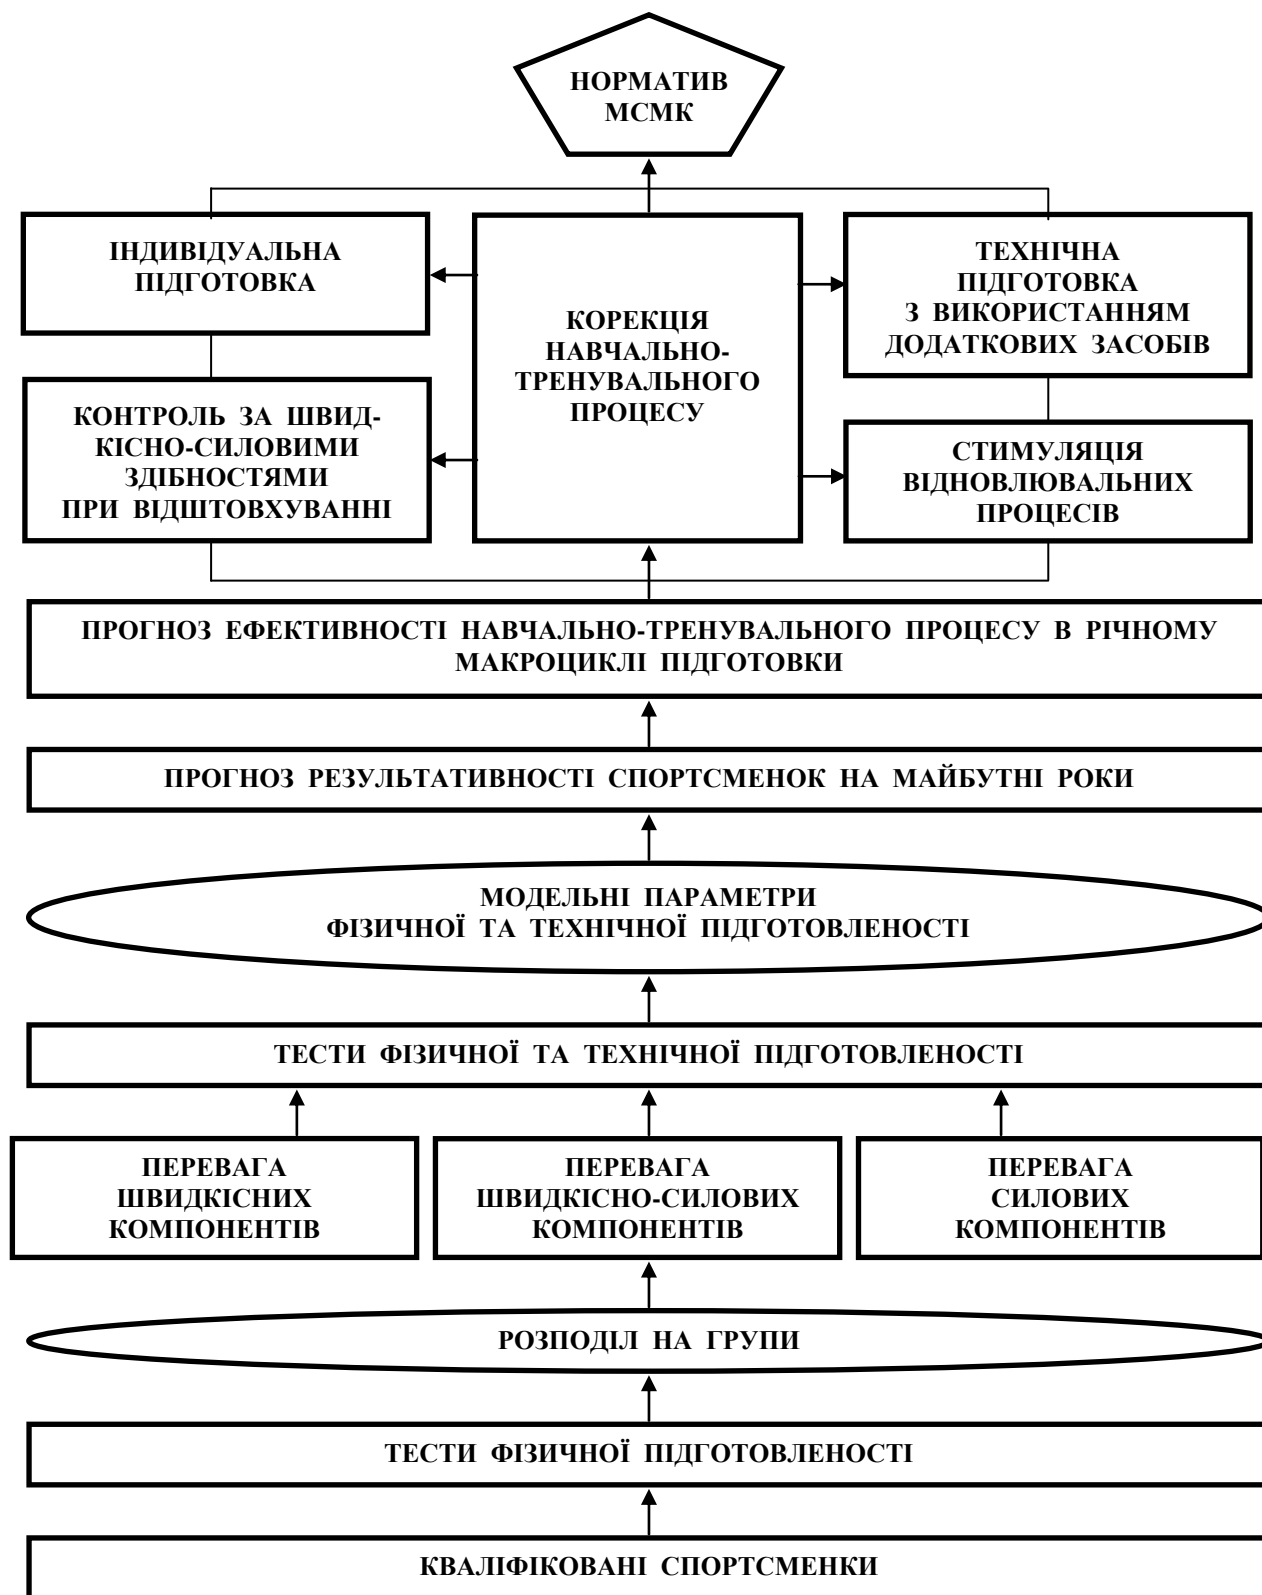 НОРМАТИВ
МСМК
ІНДИВІДУАЛЬНА
ПІДГОТОВКА
КОРЕКЦІЯ
НАВЧАЛЬНО-
ТРЕНУВАЛЬНОГО
ПРОЦЕСУ
ТЕХНІЧНА
ПІДГОТОВКА
З ВИКОРИСТАННЯМ
ДОДАТКОВИХ ЗАСОБІВ
КОНТРОЛЬ ЗА ШВИД-
КІСНО-СИЛОВИМИ
ЗДІБНОСТЯМИ
ПРИ ВІДШТОВХУВАННІ
СТИМУЛЯЦІЯ
ВІДНОВЛЮВАЛЬНИХ
ПРОЦЕСІВ
ПРОГНОЗ ЕФЕКТИВНОСТІ НАВЧАЛЬНО-ТРЕНУВАЛЬНОГО ПРОЦЕСУ В РІЧНОМУ
МАКРОЦИКЛІ ПІДГОТОВКИ
ПРОГНОЗ РЕЗУЛЬТАТИВНОСТІ СПОРТСМЕНОК НА МАЙБУТНІ РОКИ
МОДЕЛЬНІ ПАРАМЕТРИ
ФІЗИЧНОЇ ТА ТЕХНІЧНОЇ ПІДГОТОВЛЕНОСТІ
ТЕСТИ ФІЗИЧНОЇ ТА ТЕХНІЧНОЇ ПІДГОТОВЛЕНОСТІ
ПЕРЕВАГА
ШВИДКІСНИХ
КОМПОНЕНТІВ
ПЕРЕВАГА
ШВИДКІСНО-СИЛОВИХ
КОМПОНЕНТІВ
ПЕРЕВАГА
СИЛОВИХ
КОМПОНЕНТІВ
РОЗПОДІЛ НА ГРУПИ
ТЕСТИ ФІЗИЧНОЇ ПІДГОТОВЛЕНОСТІ
КВАЛІФІКОВАНІ СПОРТСМЕНКИ